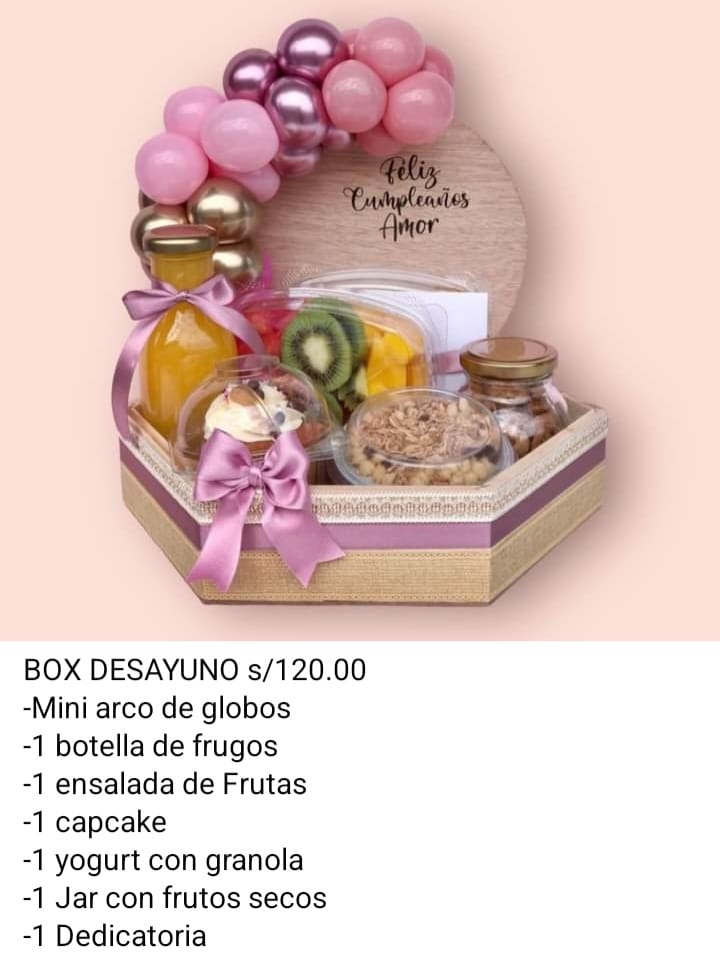 Feliz
Cumpleaños
Amor
BOX DESAYUNO s/120.00
-Mini arco de globos
-1 botella de frugos
-1 ensalada de Frutas
-1 capcake
-1 yogurt con granola
-1 Jar con frutos secos
-1 Dedicatoria